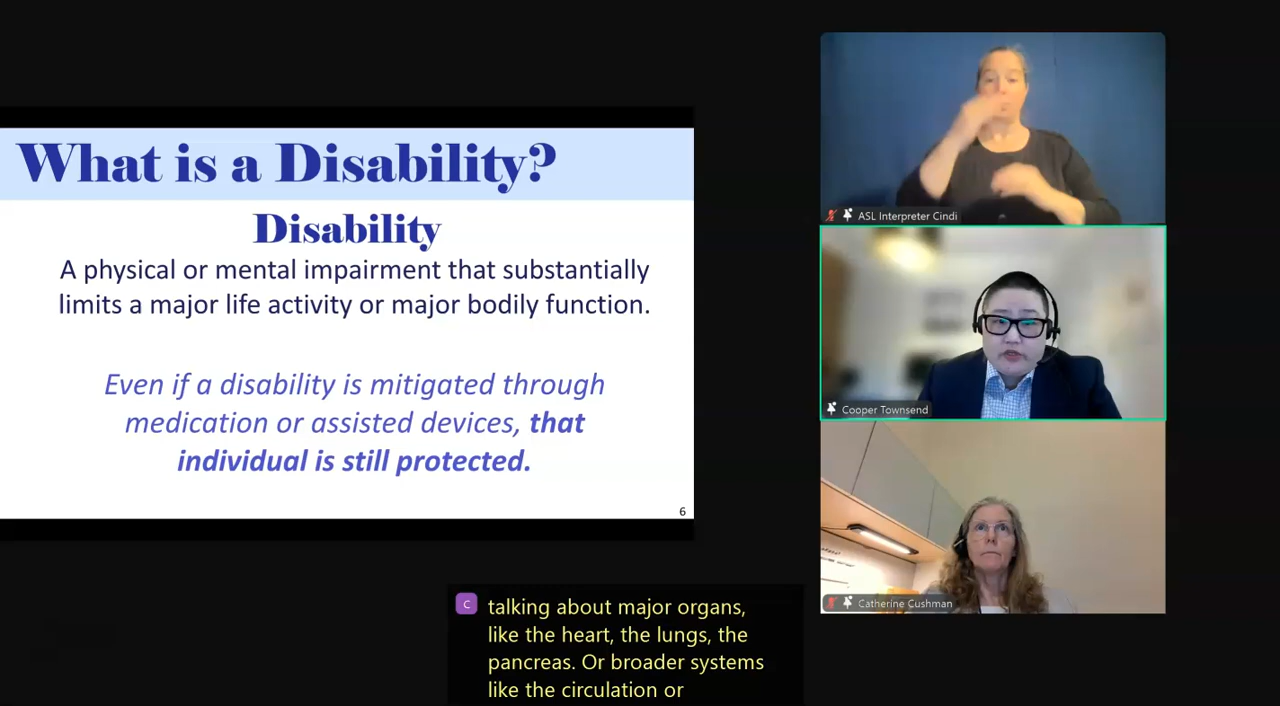 What is a Disability?
Disability
A physical or mental impairment that substantially
limits a major life activity or major bodily function.
Even if a disability is mitigated through
medication or assisted devices, that
individual is still protected.
6
ASL Interpreter Cindi
Cooper Townsend
Catherine Cushman
C
talking about major organs,
like the heart, the lungs, the
pancreas. Or broader systems
like the circulation or